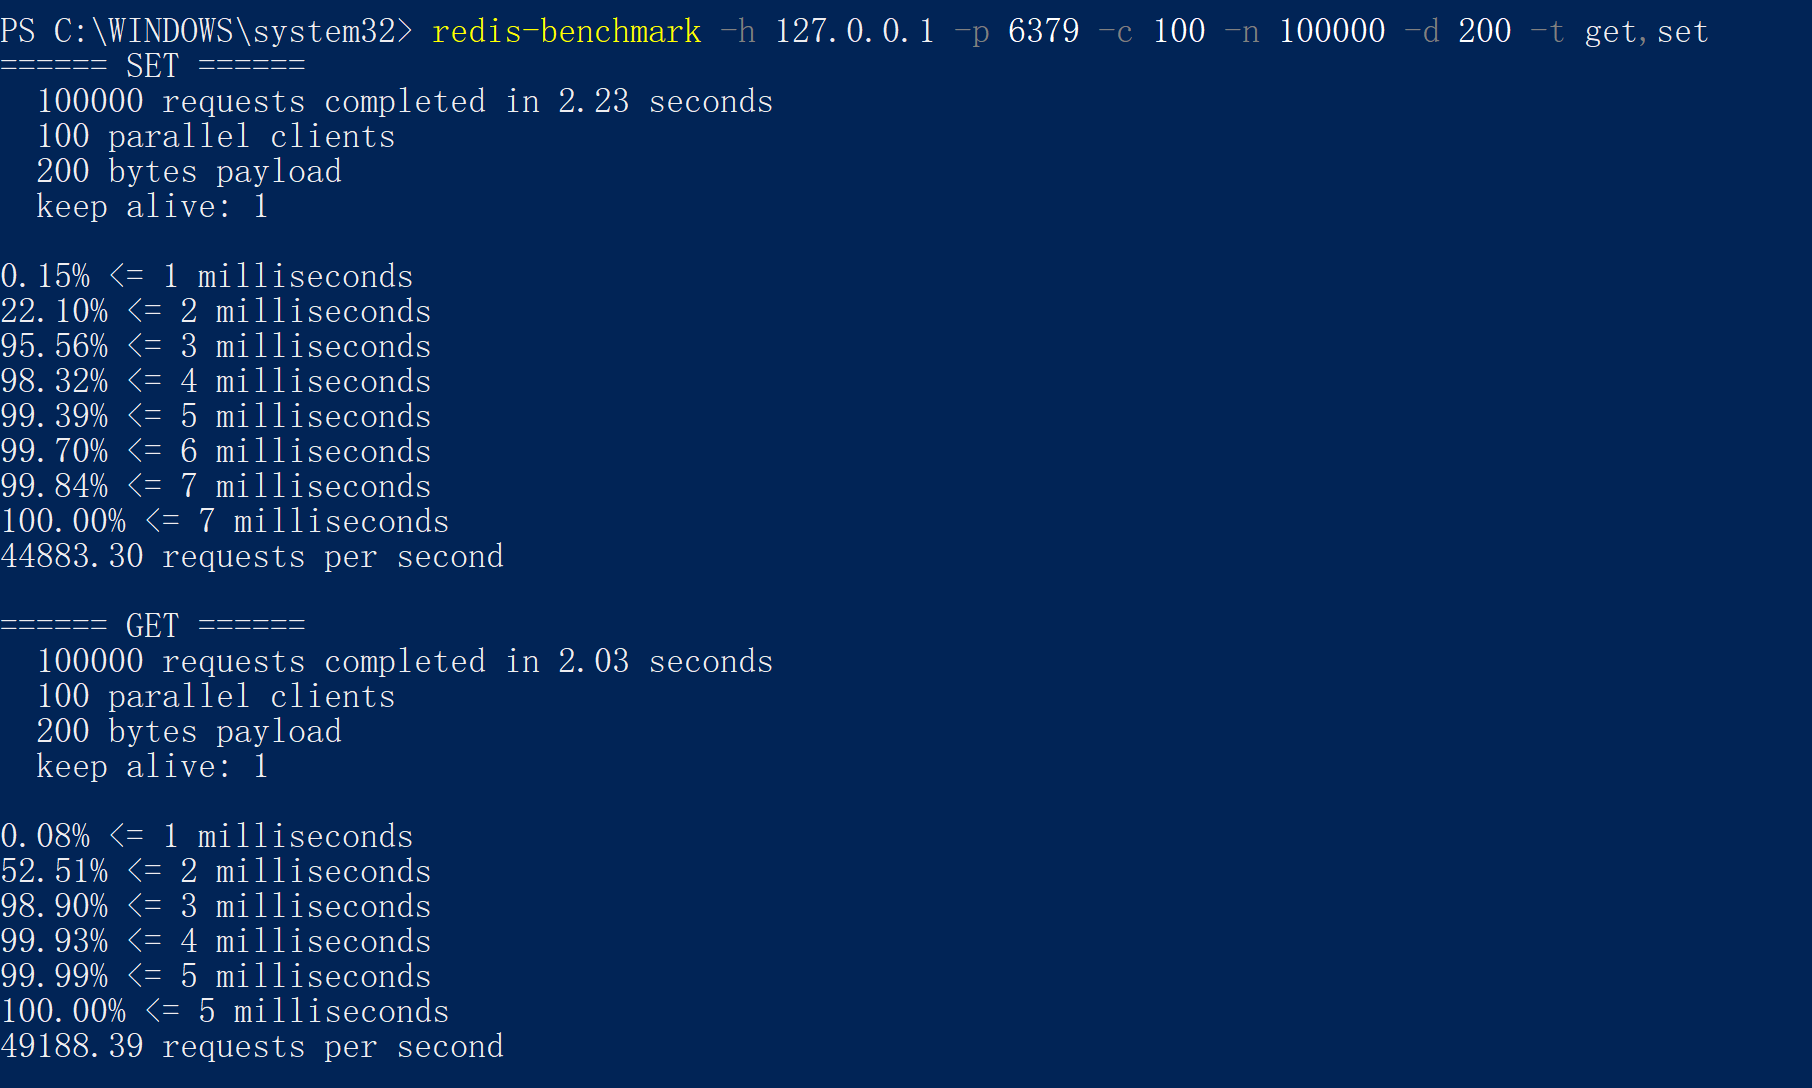 PS C:\WINDOWS\system32> redis-benchmark -h 127.0.0.1 -p 6379 -c 100 -n 100000 -d 200 -t get,set
====== SET ======
  100000 requests completed in 2.23 seconds
  100 parallel clients
  200 bytes payload
  keep alive: 1

0.15% <= 1 milliseconds
22.10% <= 2 milliseconds
95.56% <= 3 milliseconds
98.32% <= 4 milliseconds
99.39% <= 5 milliseconds
99.70% <= 6 milliseconds
99.84% <= 7 milliseconds
100.00% <= 7 milliseconds
44883.30 requests per second

====== GET ======
  100000 requests completed in 2.03 seconds
  100 parallel clients
  200 bytes payload
  keep alive: 1

0.08% <= 1 milliseconds
52.51% <= 2 milliseconds
98.90% <= 3 milliseconds
99.93% <= 4 milliseconds
99.99% <= 5 milliseconds
100.00% <= 5 milliseconds
49188.39 requests per second